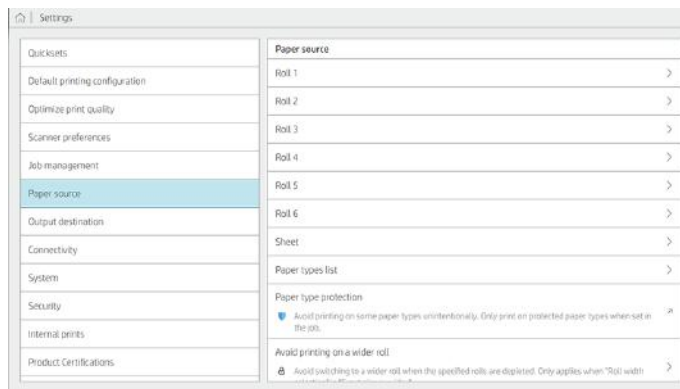 Settings
Quicksets
Default printing configuration
Optimize print quality
Scanner preferences
Job management
Paper source
Output destination
Connectivity
System
Security
Internal prints
Product Certifications
Paper source
Roll 1
Roll 2
Roll 3
Roll 4
Roll 5
Roll 6
Sheet
Paper types list
Paper type protection
Avoid printing on some paper types unintentionally. Only print on protected paper types when set in
the job.
Avoid printing on a wider roll
Avoid switching to a wider roll when the specified rolls are depleted. Only applies when "Roll width